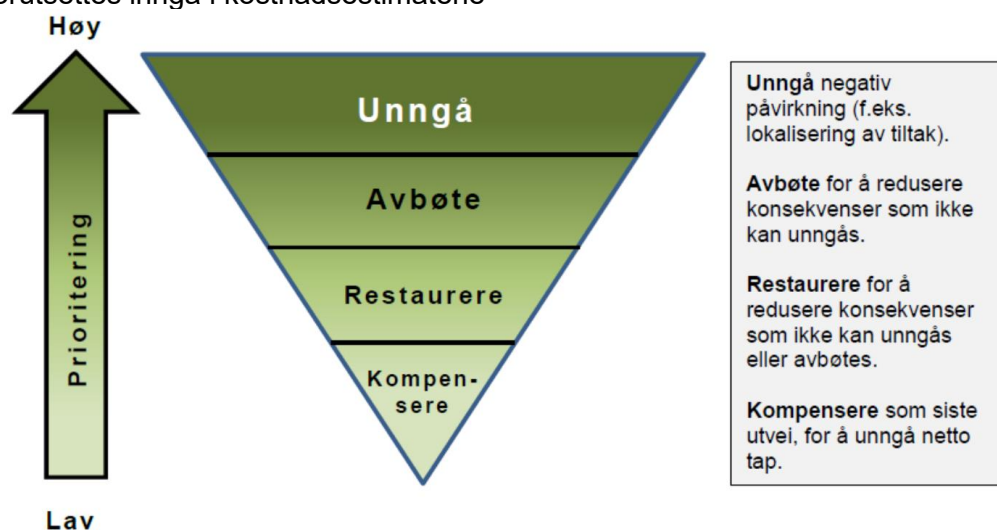 inngå i kostnadsestimatene
Høy
Prioritering
Lav
Unngå
Avbøte
Restaurere
Kompen-
sere
Unngå negativ
påvirkning (f.eks.
lokalisering av tiltak).
Avbøte for å redusere
konsekvenser som ikke
kan unngås.
Restaurere for å
redusere konsekvenser
som ikke kan unngås
eller avbøtes.
Kompensere som siste
utvei, for å unngå netto
tap.